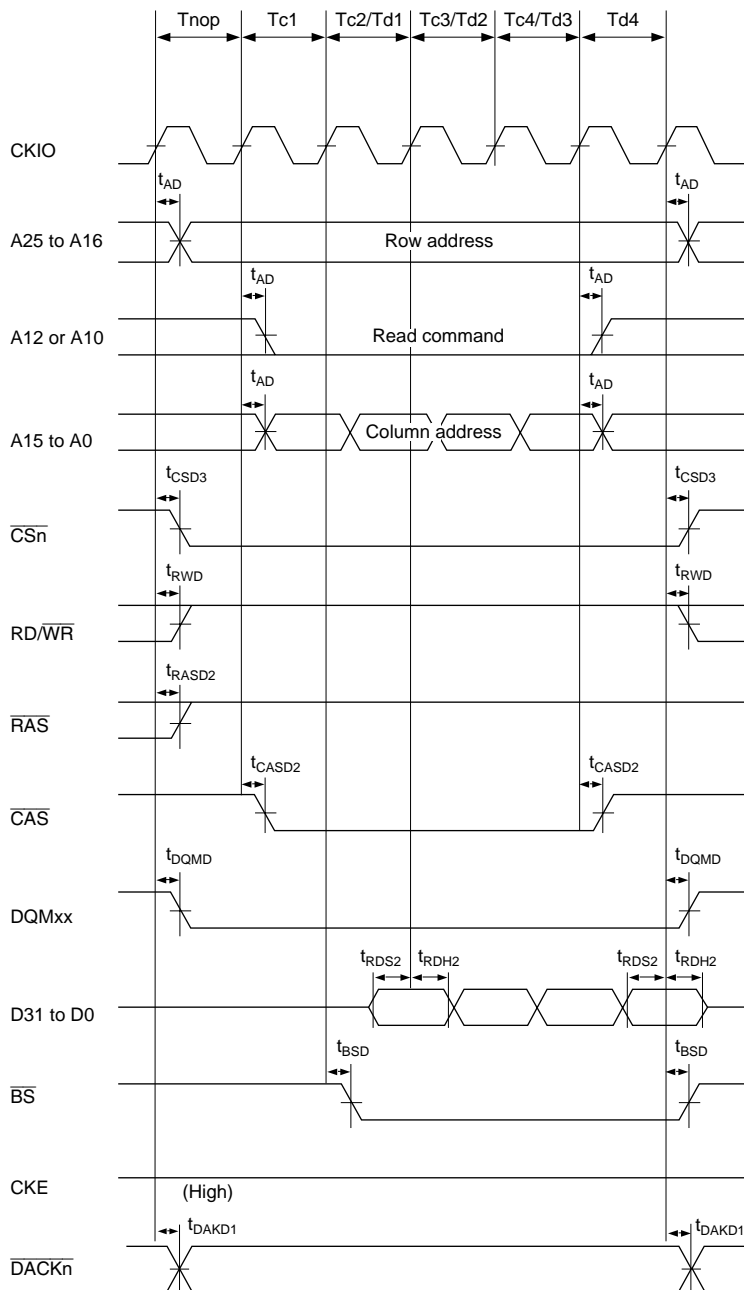 Tnop Tc1 Tc2/Td1 Tc3/Td2 Tc4/Td3 Td4
CKIO
tAD tAD
A25 to A16 Row address
tAD tAD
A12 or A10 Read command
tAD tAD
A15 to A0 Column address
tCSD3 tCSD3
CSn
tRWD tRWD
RD/WR
tRASD2
RAS
tCASD2 tCASD2
CAS
tDQMD tDQMD
DQMxx
tRDS2 tRDH2 tRDS2 tRDH2
D31 to D0
tBSD tBSD
BS
CKE (High)
tDAKD1 tDAKD1
DACKn